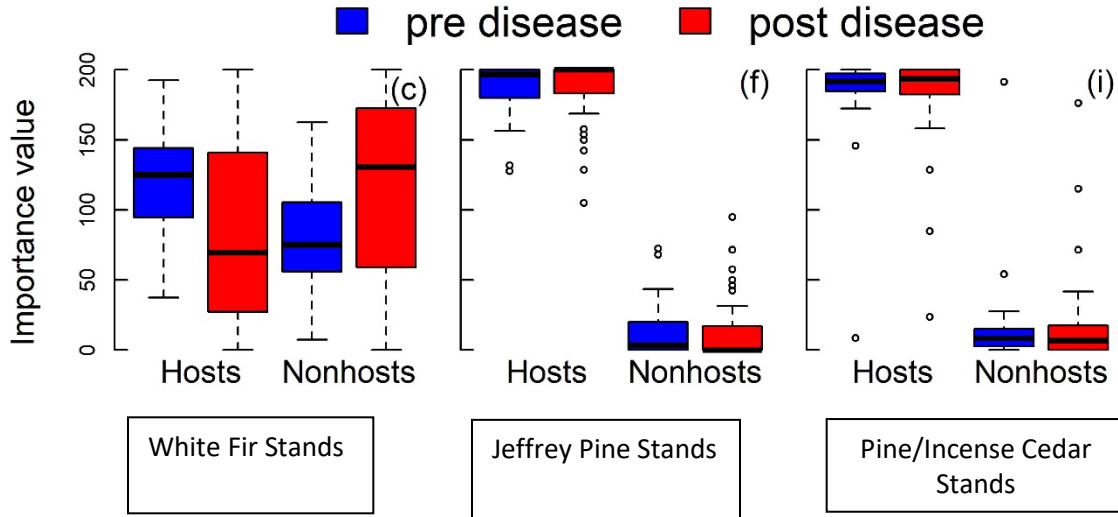 pre disease post disease
Importance value
200
150
100
50
0
(c)
(f)
(i)
Hosts Nonhosts
Hosts Nonhosts
Hosts Nonhosts
White Fir Stands
Jeffrey Pine Stands
Pine/Incense Cedar
Stands